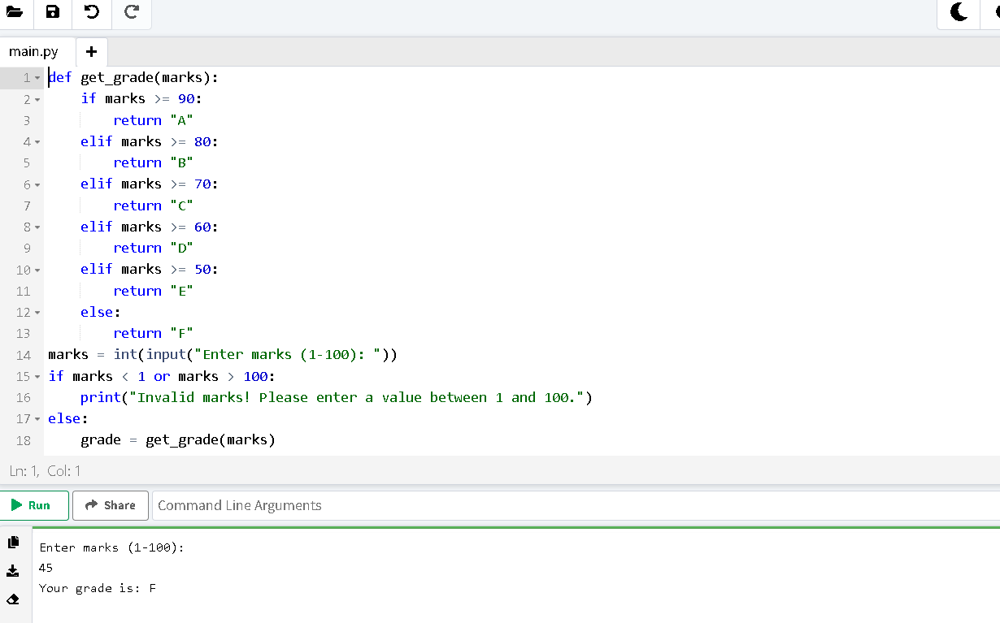 main.py +
1 def get_grade(marks):
2     if marks >= 90:
3         return "A"
4     elif marks >= 80:
5         return "B"
6     elif marks >= 70:
7         return "C"
8     elif marks >= 60:
9         return "D"
10     elif marks >= 50:
11         return "E"
12     else:
13         return "F"
14 marks = int(input("Enter marks (1-100): "))
15 if marks < 1 or marks > 100:
16     print("Invalid marks! Please enter a value between 1 and 100.")
17 else:
18     grade = get_grade(marks)
Ln: 1, Col: 1
Run Share Command Line Arguments
Enter marks (1-100):
45
Your grade is: F